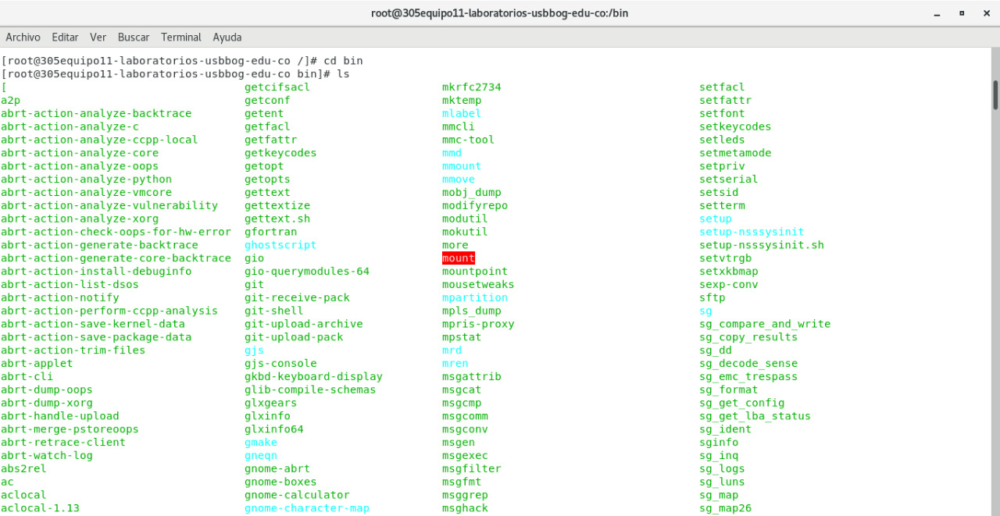 root@305equipo11-laboratorios-usbbog-edu-co:/bin
Archivo Editar Ver Buscar Terminal Ayuda
[root@305equipo11-laboratorios-usbbog-edu-co /]# cd bin
[root@305equipo11-laboratorios-usbbog-edu-co bin]# ls
[ getcifsacl mkrfc2734 setfacl
a2p getconf mktemp setfattr
abrt-action-analyze-backtrace getent mlabel setfont
abrt-action-analyze-c getfacl mmcli setkeycodes
abrt-action-analyze-ccpp-local getfattr mmc-tool setleds
abrt-action-analyze-core getkeycodes mmd setmetamode
abrt-action-analyze-oops getopt mmount setpriv
abrt-action-analyze-python getopts mmove setserial
abrt-action-analyze-vmcore gettext mobj_dump setsid
abrt-action-analyze-vulnerability gettextize modifyrepo setterm
abrt-action-analyze-xorg gettext.sh modutil setup
abrt-action-check-oops-for-hw-error gfortran mokutil setup-nsssysinit
abrt-action-generate-backtrace ghostscript more setup-nsssysinit.sh
abrt-action-generate-core-backtrace gio mount setvtrgb
abrt-action-install-debuginfo gio-querymodules-64 mountpoint setxkbmap
abrt-action-list-dsos git mousetweaks sexp-conv
abrt-action-notify git-receive-pack mpartition sftp
abrt-action-perform-ccpp-analysis git-shell mpls_dump sg
abrt-action-save-kernel-data git-upload-archive mpris-proxy sg_compare_and_write
abrt-action-save-package-data git-upload-pack mpstat sg_copy_results
abrt-action-trim-files gjs mrd sg_dd
abrt-applet gjs-console mren sg_decode_sense
abrt-cli gkbd-keyboard-display msgattrib sg_emc_trespass
abrt-dump-oops glib-compile-schemas msgcat sg_format
abrt-dump-xorg glxgears msgcmp sg_get_config
abrt-handle-upload glxinfo msgcomm sg_get_lba_status
abrt-merge-pstoreoops glxinfo64 msgconv sg_ident
abrt-retrace-client gmake msgen sginfo
abrt-watch-log gneqn msgexec sg_inq
abs2rel gnome-abrt msgfilter sg_logs
ac gnome-boxes msgfmt sg_luns
aclocal gnome-calculator msggrep sg_map
aclocal-1.13 gnome-character-map msghack sg_map26